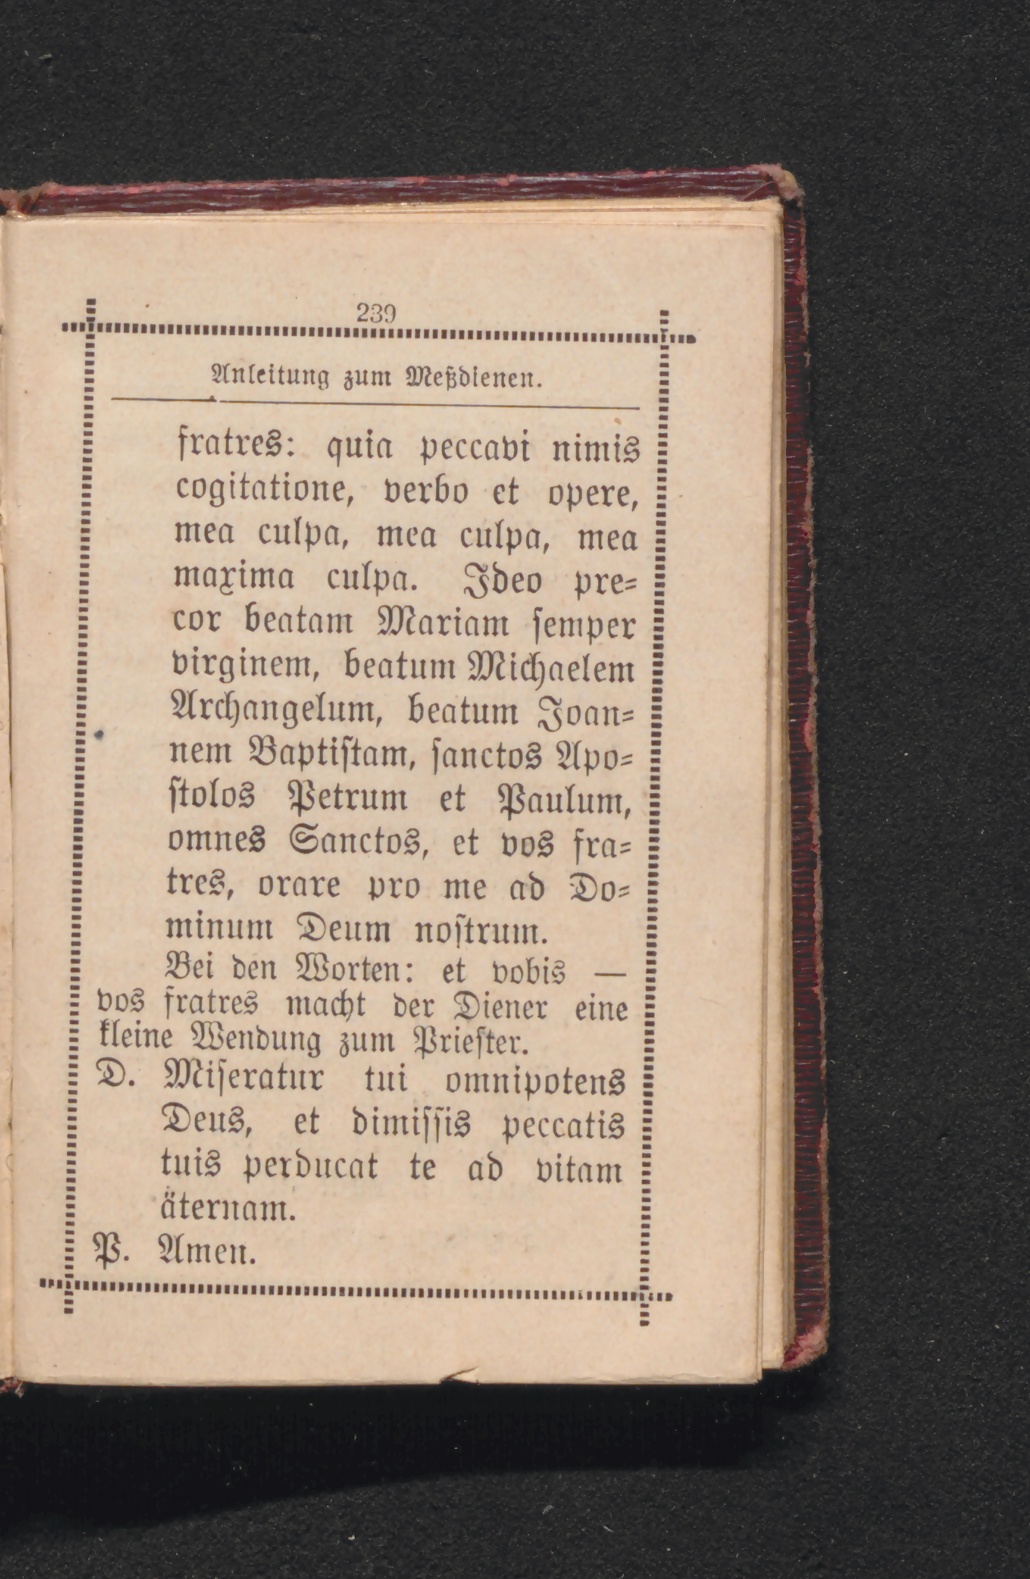 239
Anleitung zum Meßdienen.
fratres: quia peccavi nimis
cogitatione, verbo et opere,
mea culpa, mea culpa, mea
maxima culpa. Ideo pre=
cor beatam Mariam semper
virginem, beatum Michaelem
Archangelum, beatum Joan=
nem Baptistam, sanctos Apo=
stolos Petrum et Paulum,
omnes Sanctos, et vos fra=
tres, orare pro me ad Do=
minum Deum nostrum.
Bei den Worten: et vobis —
vos fratres macht der Diener eine
kleine Wendung zum Priester.
D. Miseratur tui omnipotens
Deus, et dimissis peccatis
tuis perducat te ad vitam
äternam.
P. Amen.